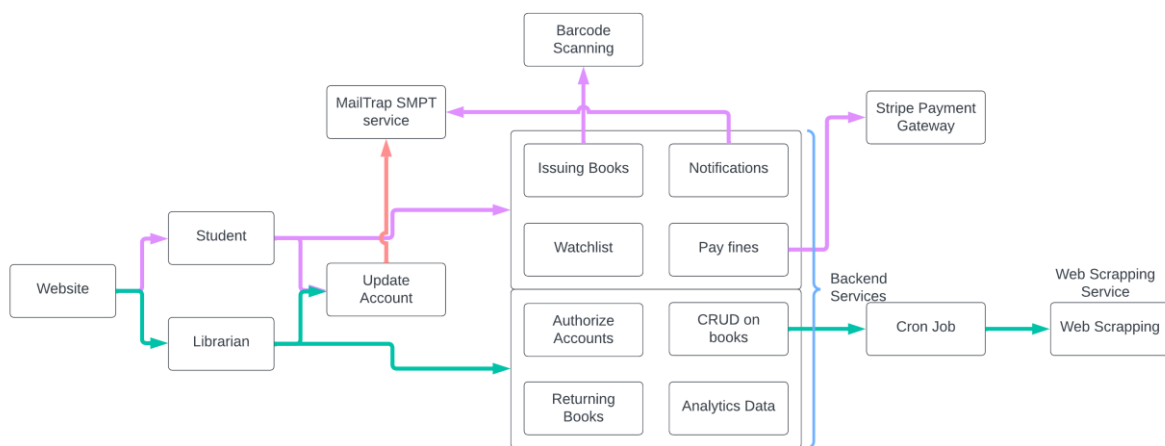 Barcode
Scanning
MailTrap SMPT
service
Stripe Payment
Gateway
Issuing Books
Notifications
Student
Watchlist
Pay fines
Website
Update
Account
Backend
Services
Web Scrapping
Service
Librarian
Authorize
Accounts
CRUD on
books
Cron Job
Web Scrapping
Returning
Books
Analytics Data